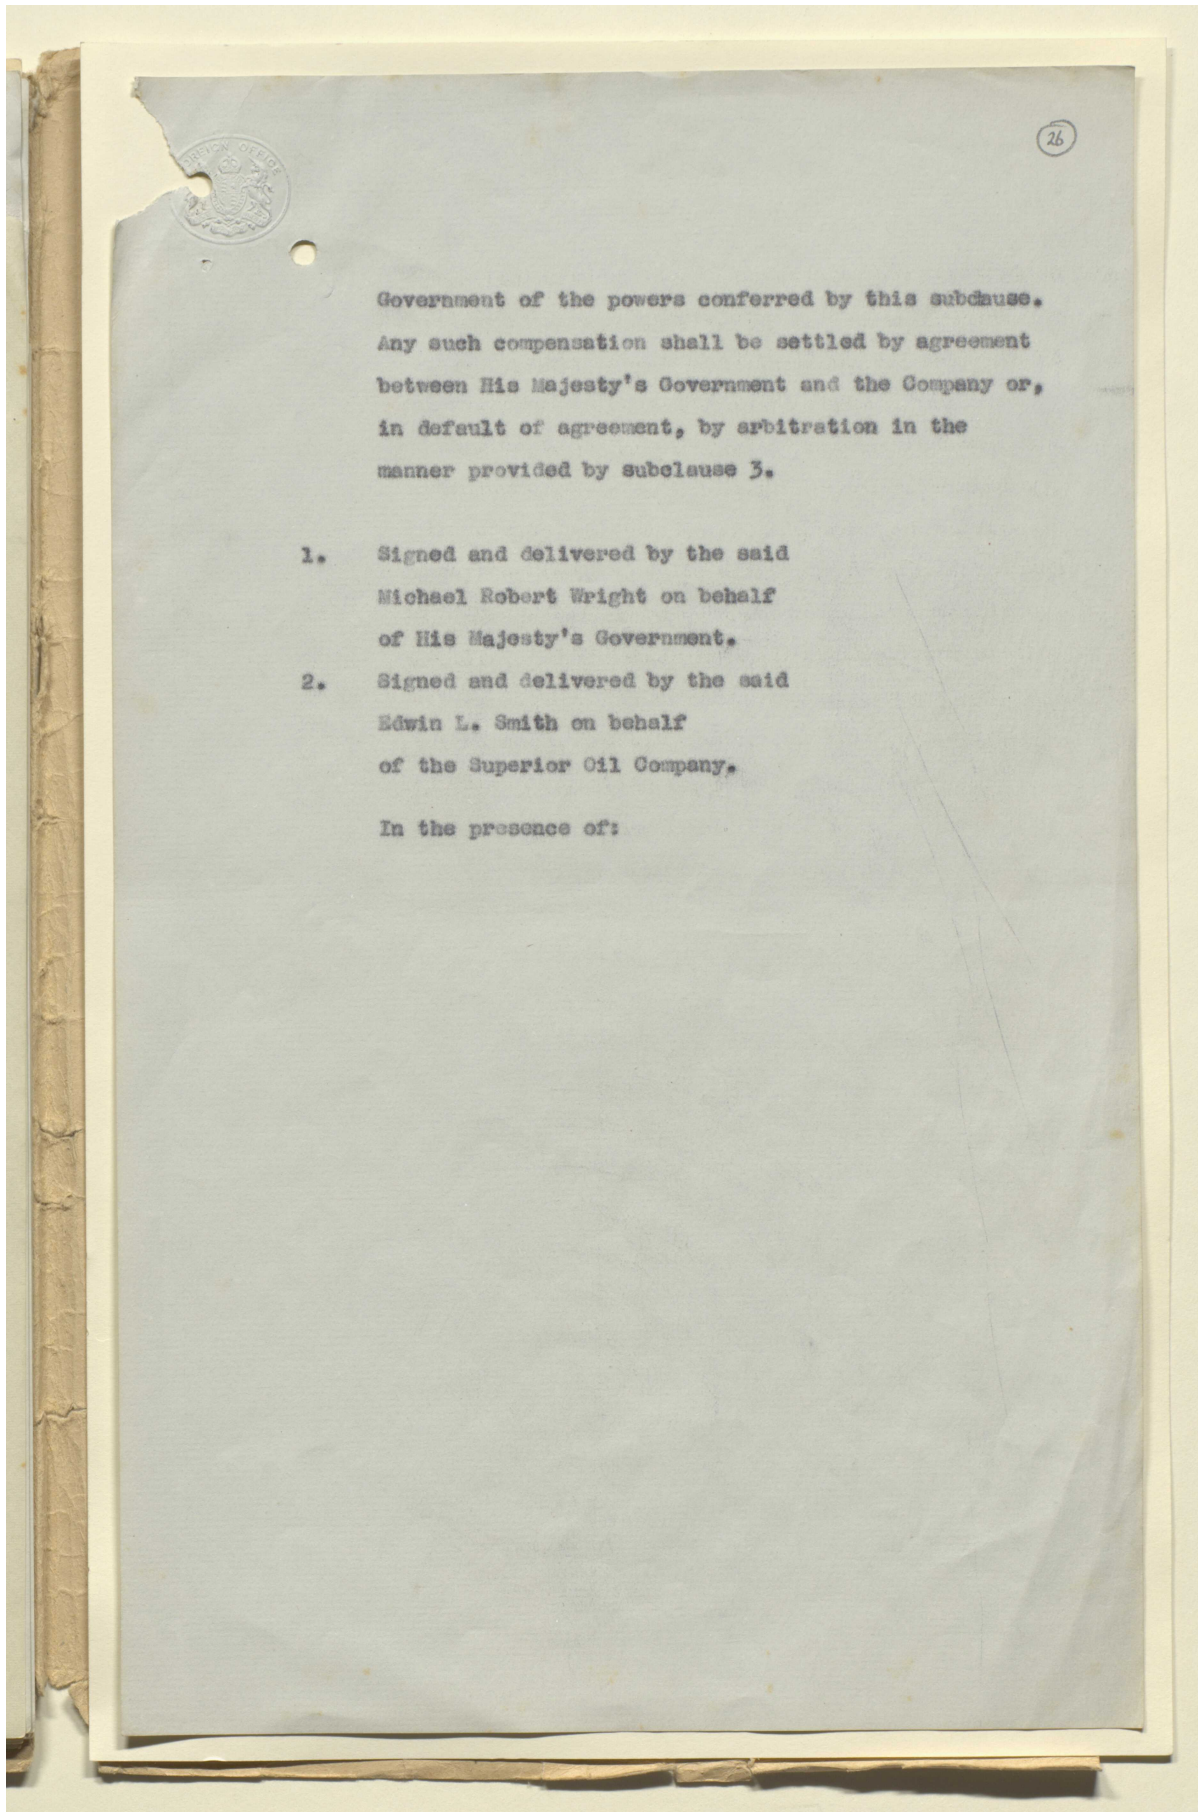 26
FOREIGN OFFICE
Government of the powers conferred by this subclause.
Any such compensation shall be settled by agreement
between His Majesty's Government and the Company or,
in default of agreement, by arbitration in the
manner provided by subclause 3.
1. Signed and delivered by the said
Michael Robert Wright on behalf
of His Majesty's Government.
2. Signed and delivered by the said
Edwin L. Smith on behalf
of the Superior Oil Company.
In the presence of: